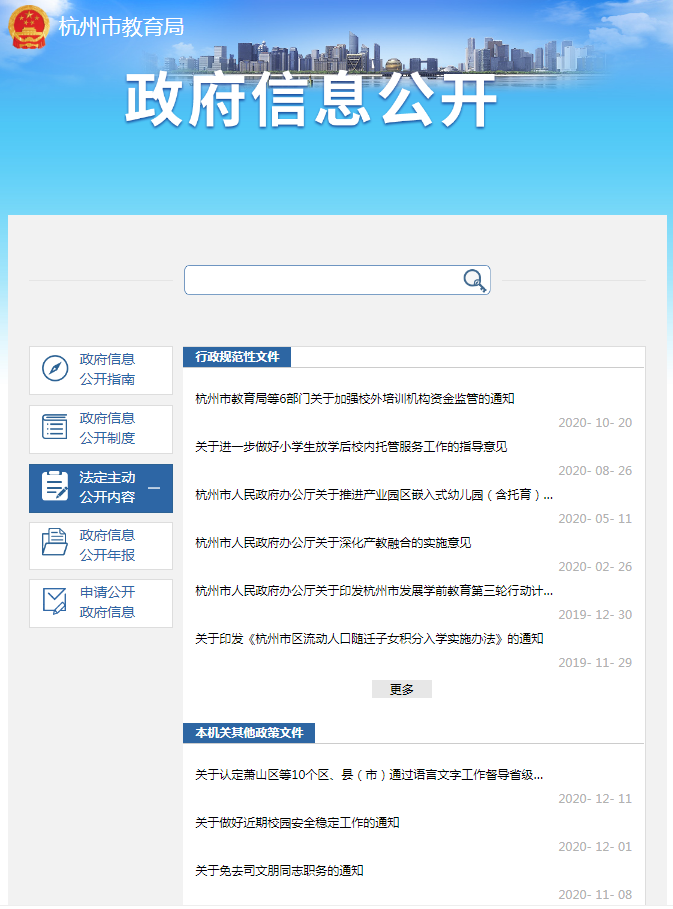 杭州市教育局
政府信息公开
政府信息
公开指南
政府信息
公开制度
法定主动
公开内容
政府信息
公开年报
申请公开
政府信息
行政规范性文件
杭州市教育局等6部门关于加强校外培训机构资金监管的通知
2020- 10- 20
关于进一步做好小学生放学后校内托管服务工作的指导意见
2020- 08- 26
杭州市人民政府办公厅关于推进产业园区嵌入式幼儿园（含托育）...
2020- 05- 11
杭州市人民政府办公厅关于深化产教融合的实施意见
2020- 02- 26
杭州市人民政府办公厅关于印发杭州市发展学前教育第三轮行动计...
2019- 12- 30
关于印发《杭州市区流动人口随迁子女积分入学实施办法》的通知
2019- 11- 29
更多
本机关其他政策文件
关于认定萧山区等10个区、县（市）通过语言文字工作督导省级...
2020- 12- 11
关于做好近期校园安全稳定工作的通知
2020- 12- 01
关于免去司文朋同志职务的通知
2020- 11- 08